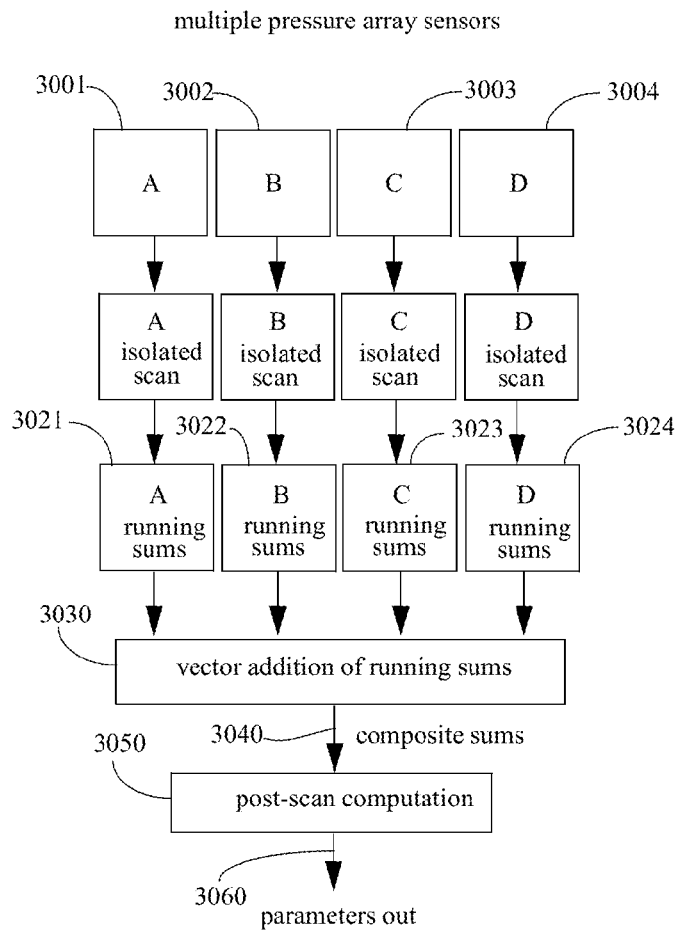 multiple pressure array sensors
3001 3002 3003 3004
A B C D
A B C D
isolated isolated isolated isolated
scan scan scan scan
3021 3022 3023 3024
A B C D
running running running running
sums sums sums sums
3030
vector addition of running sums
3040 composite sums
3050
post-scan computation
3060
parameters out